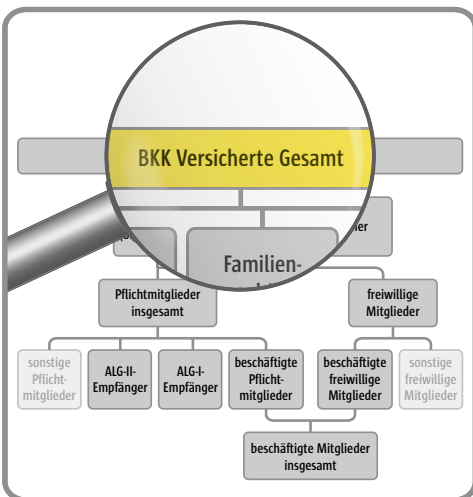 BKK Versicherte Gesamt
Familien-
Pflichtmitglieder
insgesamt
freiwillige
Mitglieder
sonstige
Pflicht-
mitglieder
ALG-II-
Empfänger
ALG-I-
Empfänger
beschäftigte
Pflicht-
mitglieder
beschäftigte
freiwillige
Mitglieder
sonstige
freiwillige
Mitglieder
beschäftigte Mitglieder
insgesamt